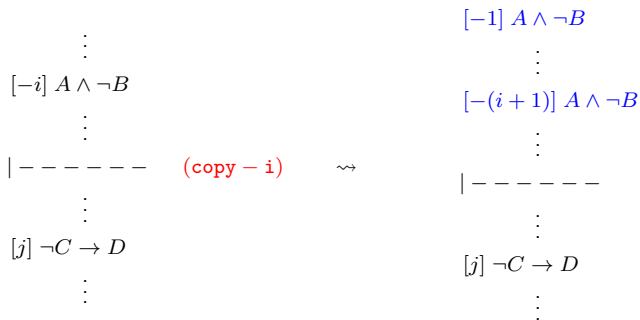 [−1] A ∧ ¬B
⋮
⋮
[−i] A ∧ ¬B
[−(i + 1)] A ∧ ¬B
⋮
⋮
| − − − − − − (copy − i) ⇝
| − − − − − −
⋮
⋮
[j] ¬C → D
[j] ¬C → D
⋮
⋮